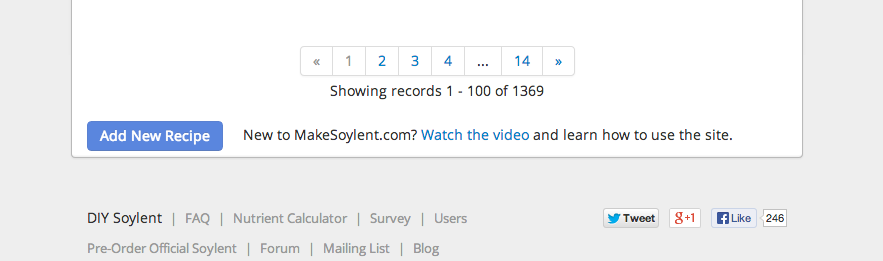 « 1 2 3 4 ... 14 »
Showing records 1 - 100 of 1369
Add New Recipe New to MakeSoylent.com? Watch the video and learn how to use the site.
DIY Soylent | FAQ | Nutrient Calculator | Survey | Users Tweet g+1 Like 246
Pre-Order Official Soylent | Forum | Mailing List | Blog